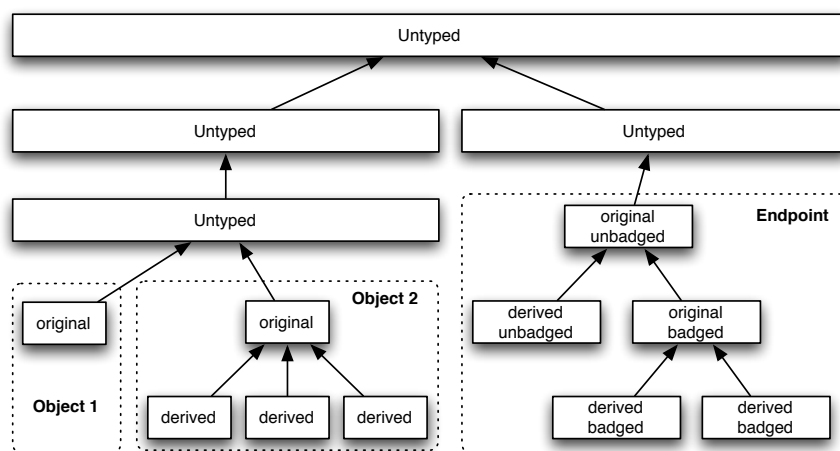 Untyped
Untyped
Untyped
Untyped
original
unbadged
Endpoint
Object 2
original
original
derived
unbadged
original
badged
Object 1
derived
derived
derived
derived
badged
derived
badged